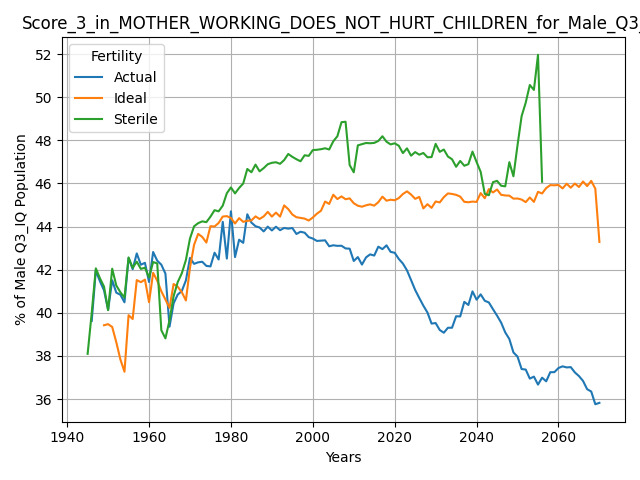 Score_3_in_MOTHER_WORKING_DOES_NOT_HURT_CHILDREN_for_Male_Q3_
Fertility
Actual
Ideal
Sterile
% of Male Q3_IQ Population
52
50
48
46
44
42
40
38
36
1940 1960 1980 2000 2020 2040 2060
Years